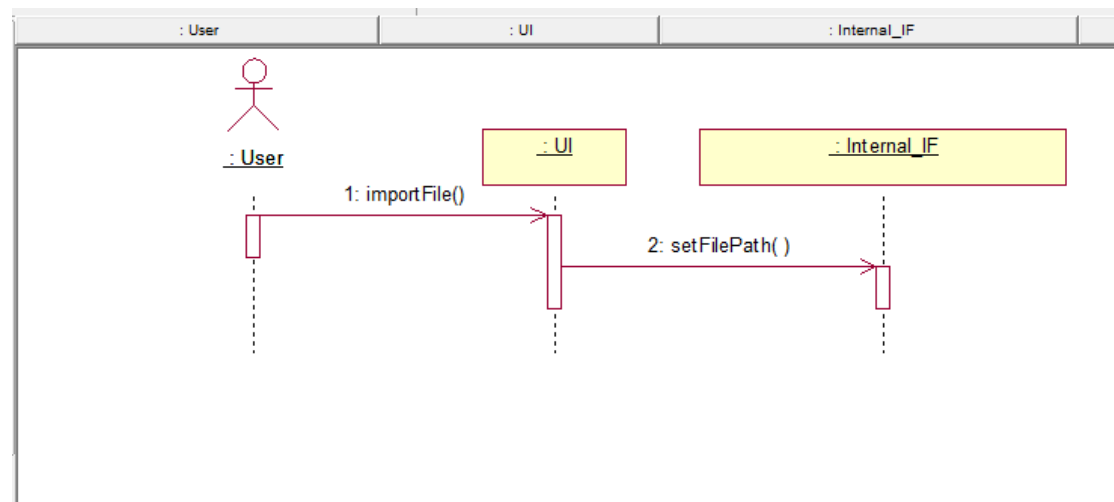 : User
: UI
: Internal_IF
: User
: UI
: Internal_IF
1: importFile()
2: setFilePath( )